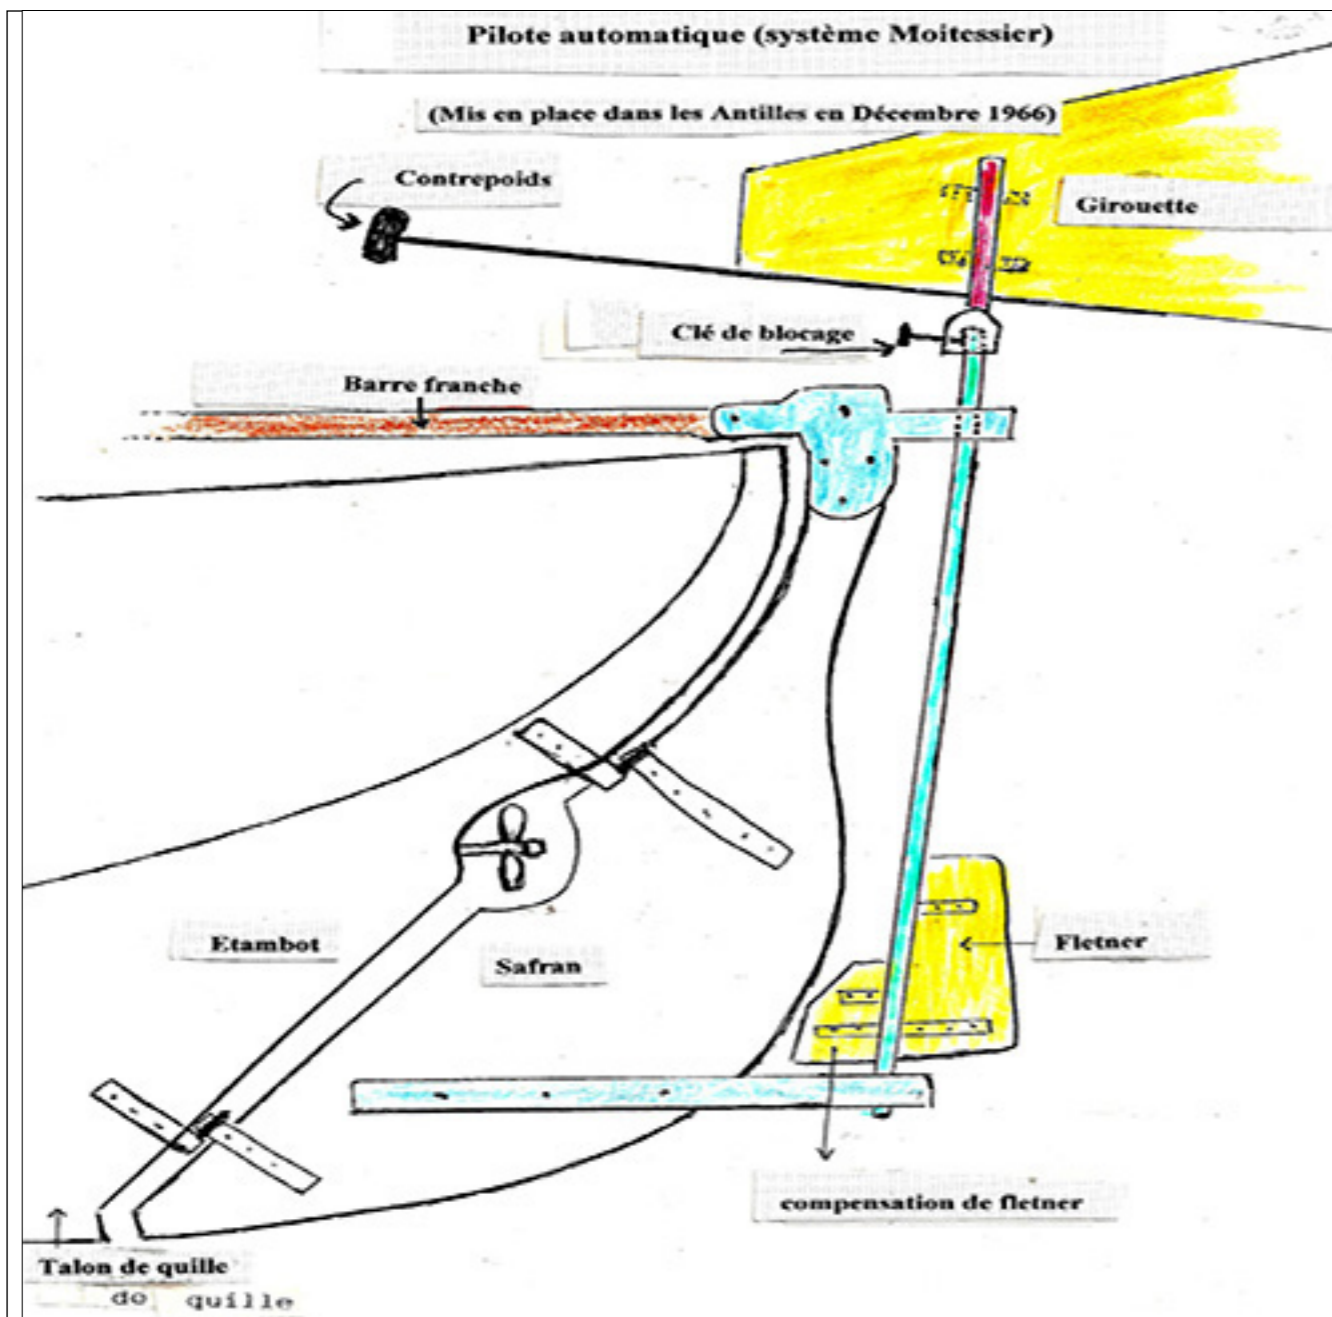 Pilote automatique (système Moitessier)
(Mis en place dans les Antilles en Décembre 1966)
Contrepoids
Girouette
Clé de blocage
Barre franche
Etambot
Safran
Fletner
compensation de fletner
Talon de quille
de quille